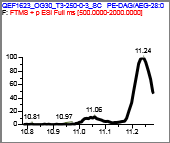 QEF1623_OG30_T3-250-0-3_8C PE-DAG/AEG-28:0
F: FTMS + p ESI Full ms [500.0000-2000.0000]
11.24
100
80
60
40
20
0
10.81 10.97 11.06
10.8 10.9 11.0 11.1 11.2